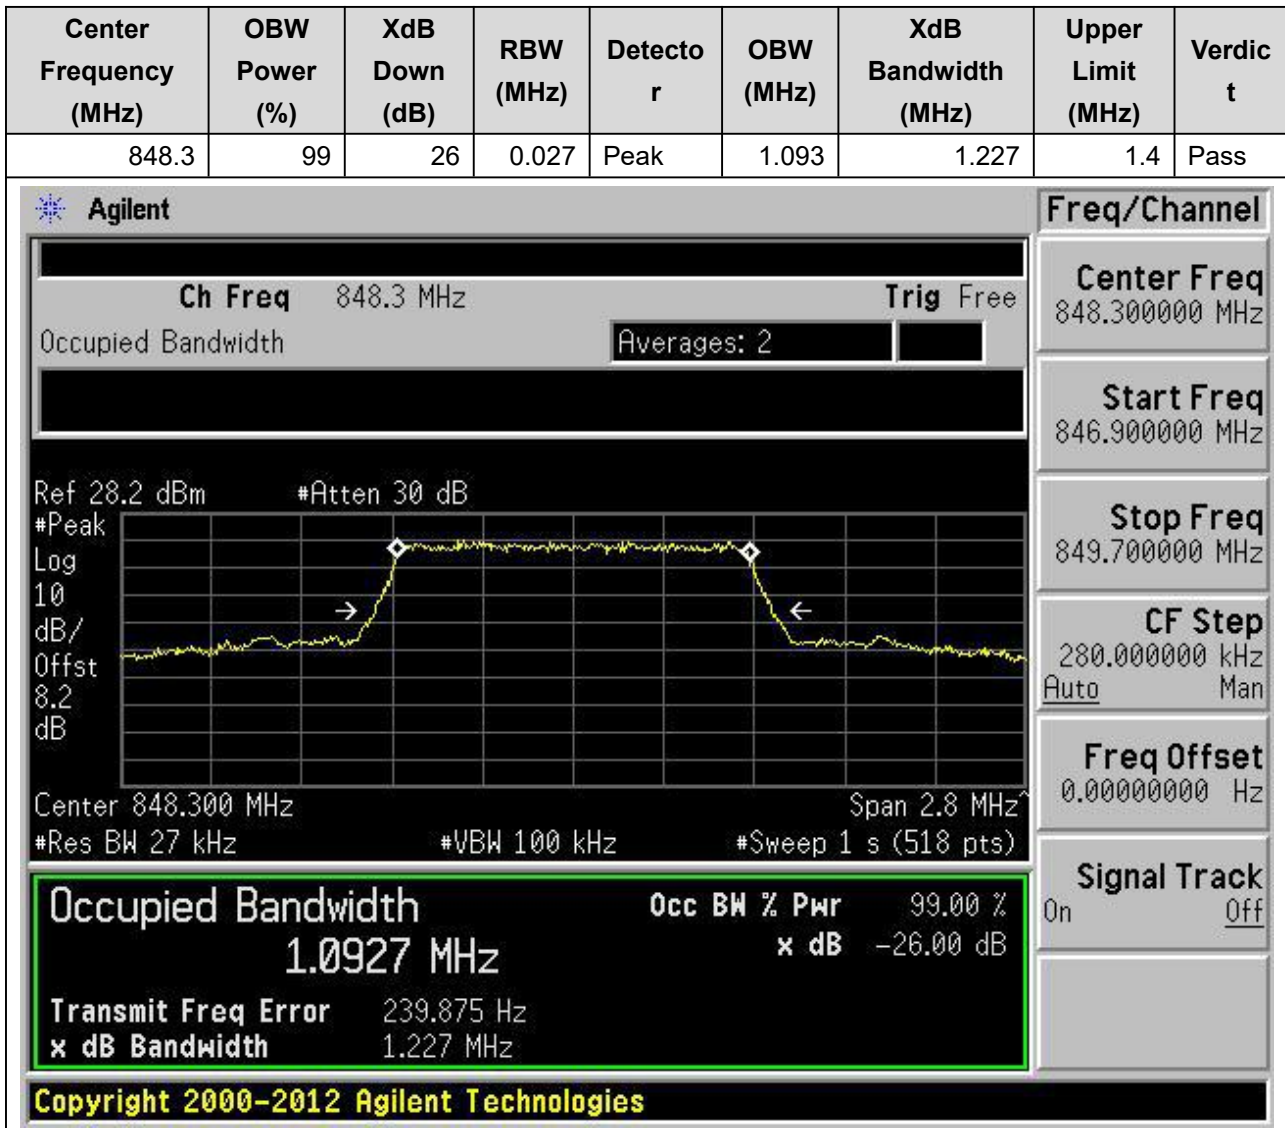 Center Frequency (MHz) OBW Power (%) XdB Down (dB) RBW (MHz) Detecto r OBW (MHz) XdB Bandwidth (MHz) Upper Limit (MHz) Verdic t
848.3 99 26 0.027 Peak 1.093 1.227 1.4 Pass
Agilent
Ch Freq 848.3 MHz Trig Free
Occupied Bandwidth Averages: 2
Ref 28.2 dBm #Atten 30 dB
#Peak
Log
10
dB/
Offst
8.2
dB
Center 848.300 MHz Span 2.8 MHz^
#Res BW 27 kHz #VBW 100 kHz #Sweep 1 s (518 pts)
Occupied Bandwidth Occ BW % Pwr 99.00 %
1.0927 MHz x dB -26.00 dB
Transmit Freq Error 239.875 Hz
x dB Bandwidth 1.227 MHz
Copyright 2000-2012 Agilent Technologies
Freq/Channel
Center Freq
848.300000 MHz
Start Freq
846.900000 MHz
Stop Freq
849.700000 MHz
CF Step
280.000000 kHz
Auto Man
Freq Offset
0.00000000 Hz
Signal Track
On Off